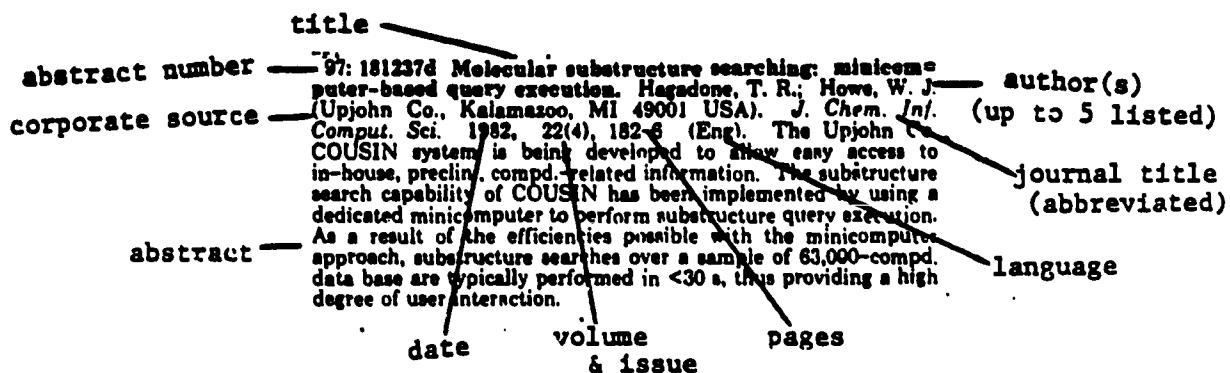 title
abstract number
97: 181237d Molecular substructure searching: minicom-
puter-based query execution. Hagadone, T. R.; Howe, W. J.
author(s)
(up to 5 listed)
corporate source
(Upjohn Co., Kalamazoo, MI 49001 USA). J. Chem. Inf.
Comput. Sci. 1982, 22(4), 182-6 (Eng). The Upjohn Co.
COUSIN system is being developed to allow easy access to
in-house, preclin. compd.-related information. The substructure
search capability of COUSIN has been implemented by using a
journal title
(abbreviated)
dedicated minicomputer to perform substructure query execution.
abstract
As a result of the efficiencies possible with the minicomputer
approach, substructure searches over a sample of 63,000-compd.
language
data base are typically performed in <30 s, thus providing a high
degree of user interaction.
date
volume
& issue
pages